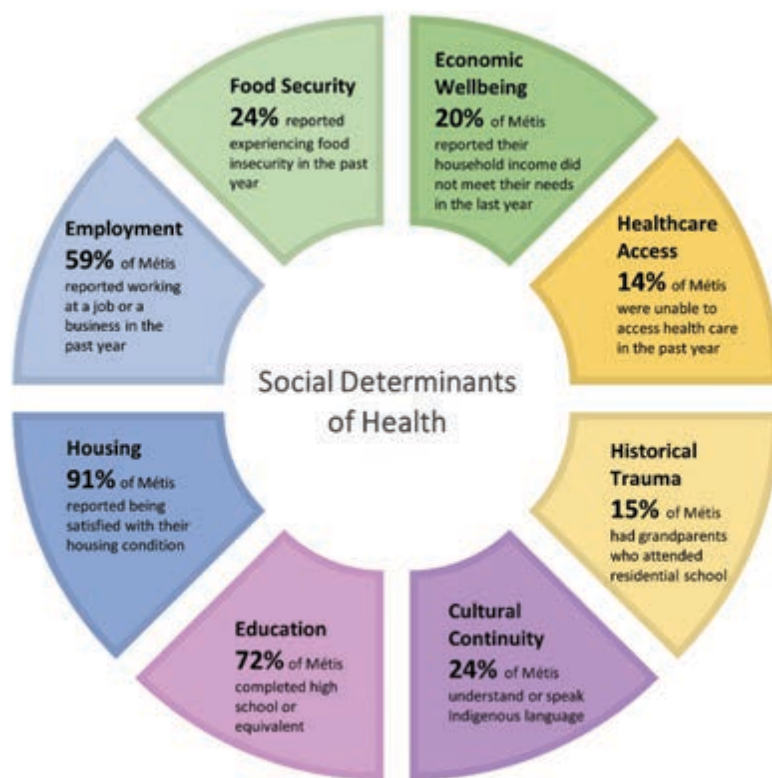 Social Determinants
of Health
Economic
Wellbeing
20% of Métis
reported their
household income did
not meet their needs
in the last year
Healthcare
Access
14% of Métis
were unable to
access health care
in the past year
Historical
Trauma
15% of Métis
had grandparents
who attended
residential school
Cultural
Continuity
24% of Métis
understand or speak
Indigenous language
Education
72% of Métis
completed high
school or
equivalent
Housing
91% of Métis
reported being
satisfied with their
housing condition
Employment
59% of Métis
reported working
at a job or a
business in the
past year
Food Security
24% reported
experiencing food
insecurity in the past
year